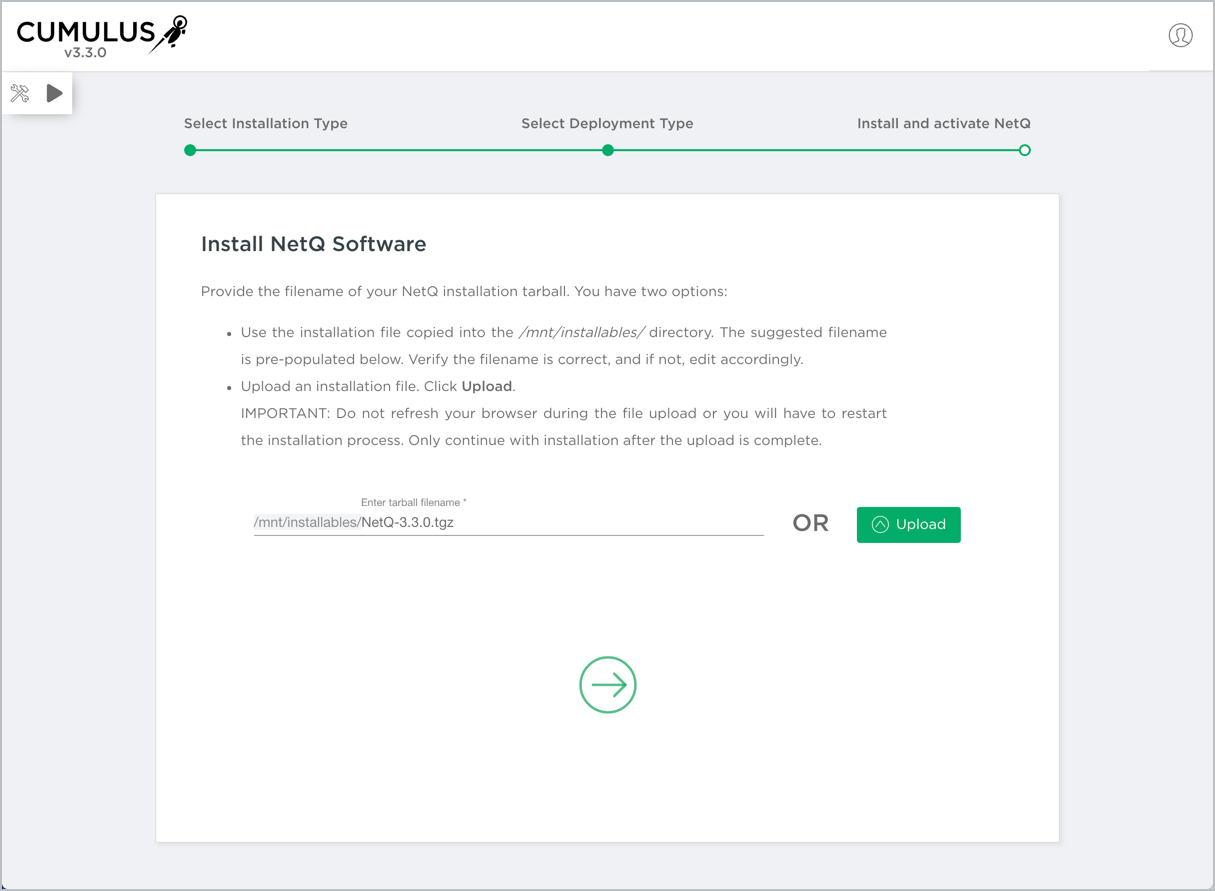 CUMULUS
v3.3.0
Select Installation Type
Select Deployment Type
Install and activate NetQ
Install NetQ Software
Provide the filename of your NetQ installation tarball. You have two options:
• Use the installation file copied into the /mnt/installables/ directory. The suggested filename
is pre-populated below. Verify the filename is correct, and if not, edit accordingly.
• Upload an installation file. Click Upload.
IMPORTANT: Do not refresh your browser during the file upload or you will have to restart
the installation process. Only continue with installation after the upload is complete.
Enter tarball filename *
/mnt/installables/NetQ-3.3.0.tgz
OR
Upload